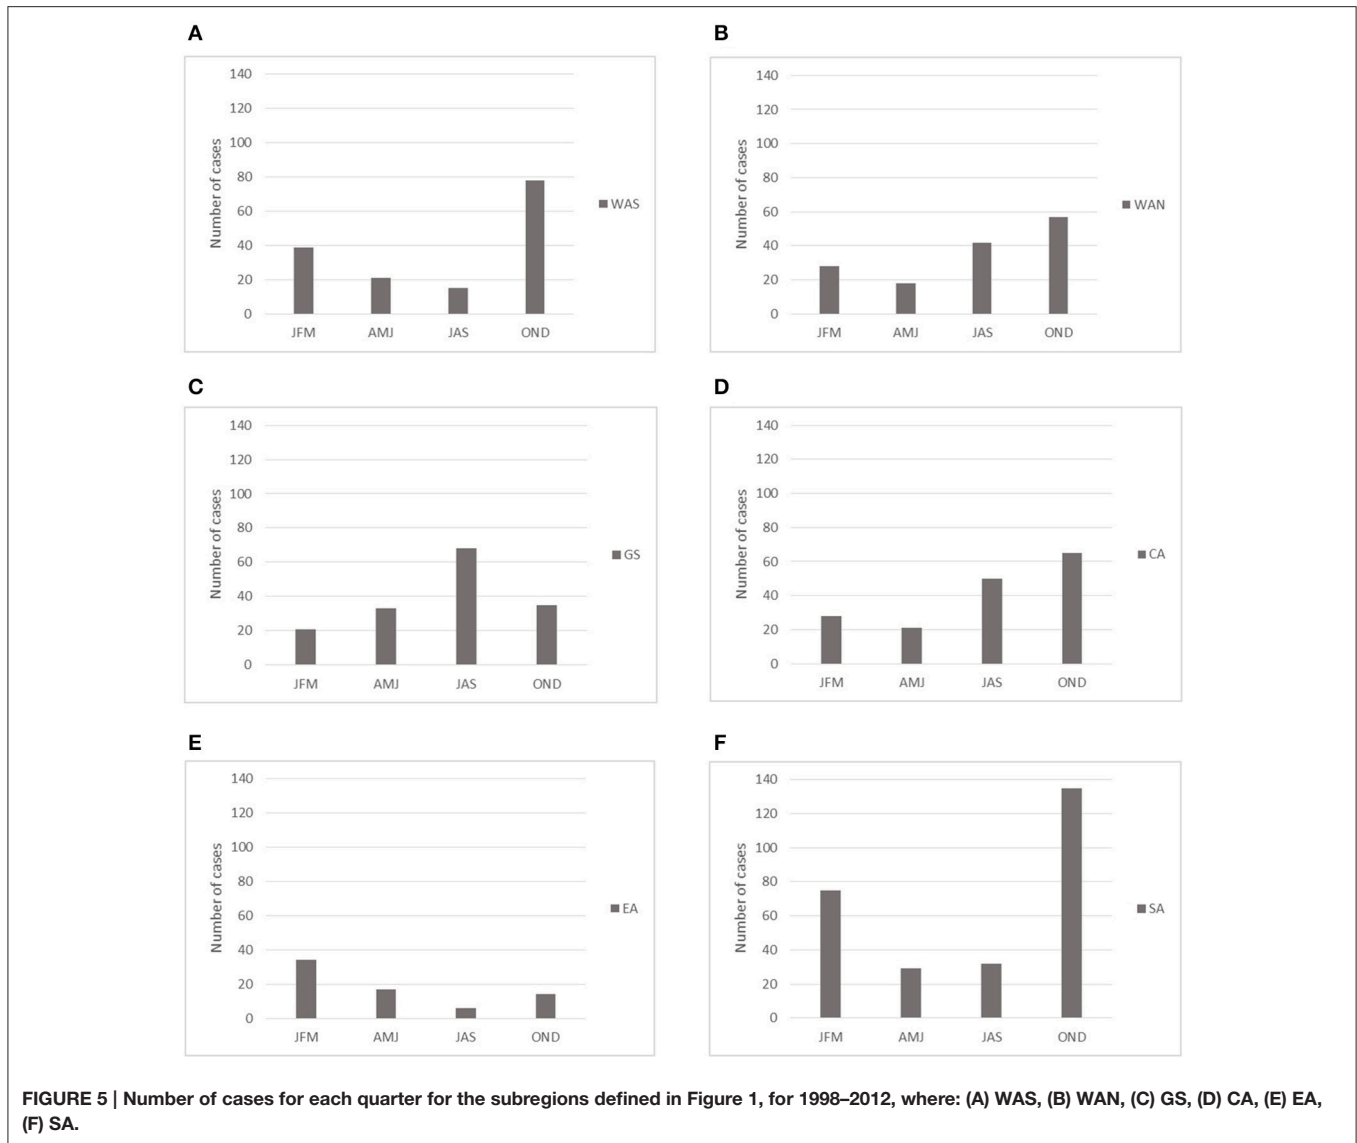 A
140
120
100
80
60
40
20
0
Number of cases
JFM AMJ JAS OND
WAS
B
140
120
100
80
60
40
20
0
Number of cases
JFM AMJ JAS OND
WAN
C
140
120
100
80
60
40
20
0
Number of cases
JFM AMJ JAS OND
GS
D
140
120
100
80
60
40
20
0
Number of cases
JFM AMJ JAS OND
CA
E
140
120
100
80
60
40
20
0
Number of cases
JFM AMJ JAS OND
EA
F
140
120
100
80
60
40
20
0
Number of cases
JFM AMJ JAS OND
SA
FIGURE 5 | Number of cases for each quarter for the subregions defined in Figure 1, for 1998–2012, where: (A) WAS, (B) WAN, (C) GS, (D) CA, (E) EA,
(F) SA.